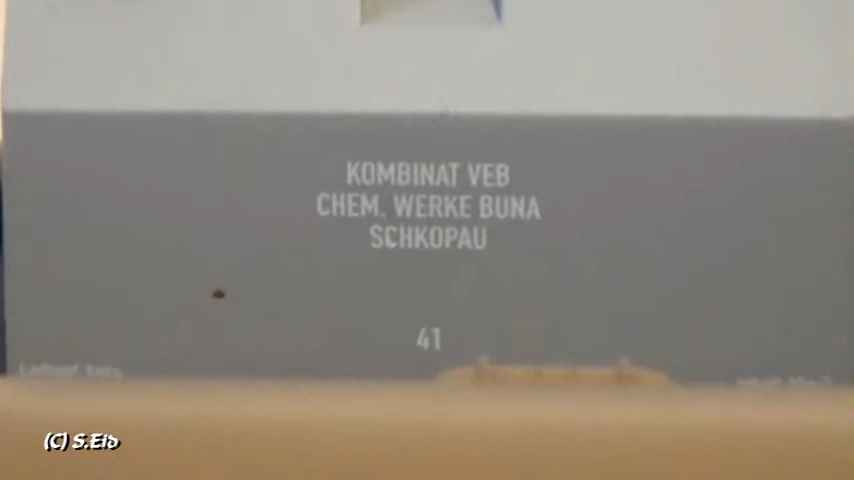 KOMBINAT VEB
CHEM. WERKE BUNA
SCHKOPAU
41
(C) S.Eid